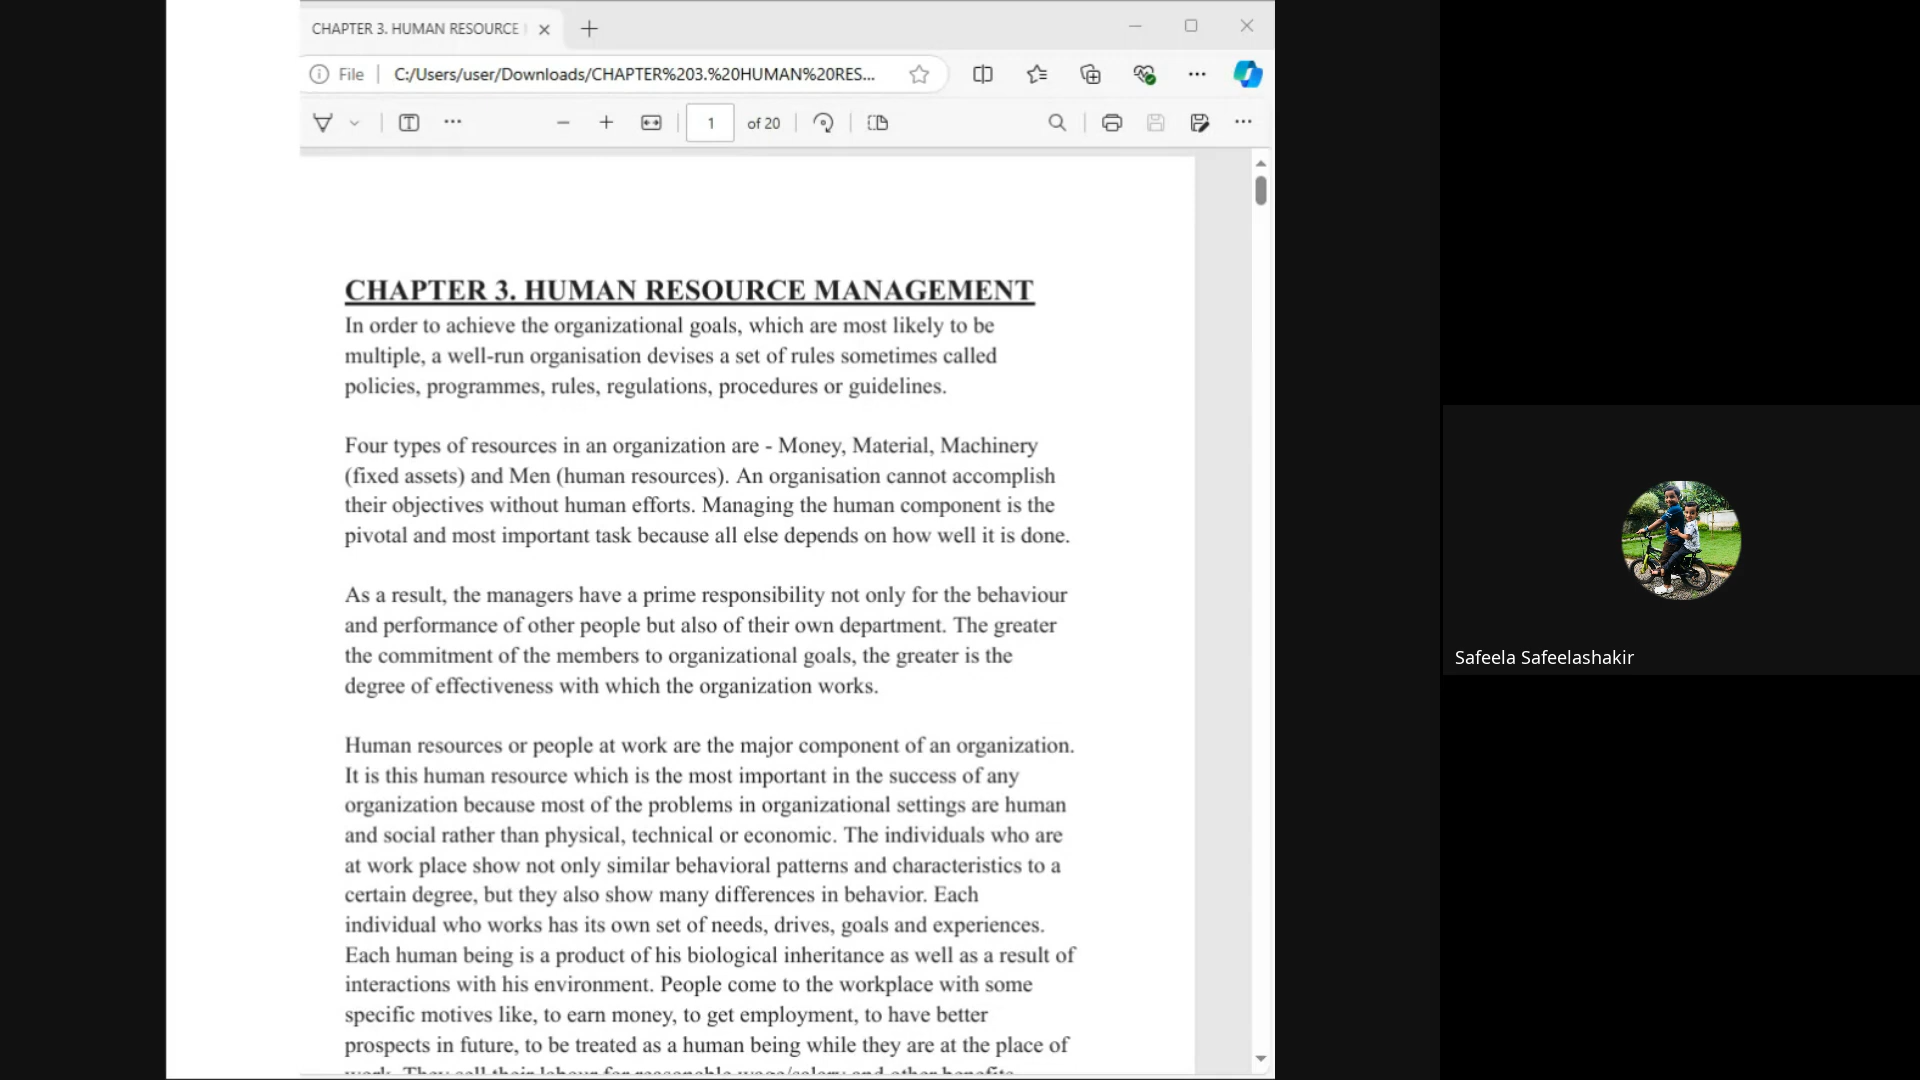 CHAPTER 3. HUMAN RESOURCE
File
C:/Users/user/Downloads/CHAPTER%203.%20HUMAN%20RES...
1 of 20
CHAPTER 3. HUMAN RESOURCE MANAGEMENT
In order to achieve the organizational goals, which are most likely to be
multiple, a well-run organisation devises a set of rules sometimes called
policies, programmes, rules, regulations, procedures or guidelines.
Four types of resources in an organization are - Money, Material, Machinery
(fixed assets) and Men (human resources). An organisation cannot accomplish
their objectives without human efforts. Managing the human component is the
pivotal and most important task because all else depends on how well it is done.
As a result, the managers have a prime responsibility not only for the behaviour
and performance of other people but also of their own department. The greater
the commitment of the members to organizational goals, the greater is the
degree of effectiveness with which the organization works.
Human resources or people at work are the major component of an organization.
It is this human resource which is the most important in the success of any
organization because most of the problems in organizational settings are human
and social rather than physical, technical or economic. The individuals who are
at work place show not only similar behavioral patterns and characteristics to a
certain degree, but they also show many differences in behavior. Each
individual who works has its own set of needs, drives, goals and experiences.
Each human being is a product of his biological inheritance as well as a result of
interactions with his environment. People come to the workplace with some
specific motives like, to earn money, to get employment, to have better
prospects in future, to be treated as a human being while they are at the place of
work. They sell their labour for reasonable wage/salary and other benefits.
Safeela Safeelashakir